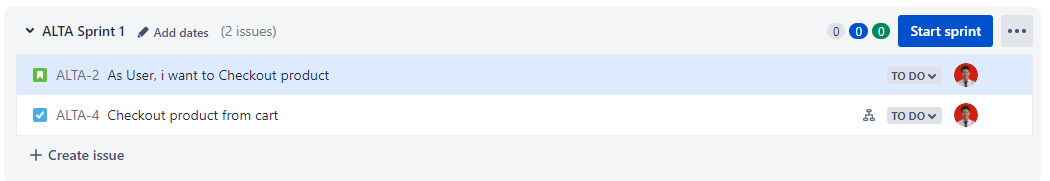 ALTA Sprint 1 Add dates (2 issues) 0 0 0 Start sprint
ALTA-2 As User, i want to Checkout product TO DO
ALTA-4 Checkout product from cart TO DO
Create issue